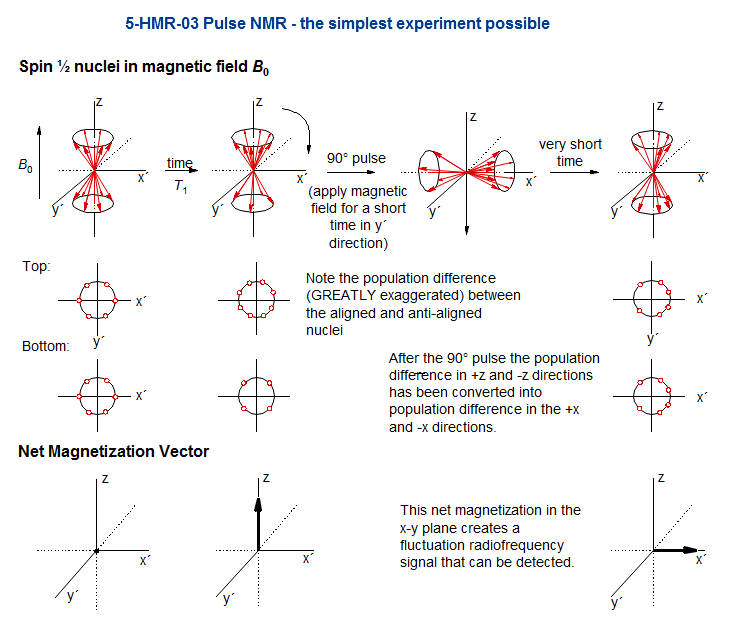 5-HMR-03 Pulse NMR - the simplest experiment possible
Spin ½ nuclei in magnetic field B0
z
z
z
z
B0
x´
y´
time
T1
x´
y´
90° pulse
(apply magnetic
field for a short
time in y´
direction)
x´
y´
very short
time
x´
y´
Top:
x´
y´
Note the population difference
(GREATLY exaggerated) between
the aligned and anti-aligned
nuclei
x´
y´
Bottom:
x´
After the 90° pulse the population
difference in +z and -z directions
has been converted into
population difference in the +x
and -x directions.
x´
Net Magnetization Vector
z
x´
y´
z
x´
y´
This net magnetization in the
x-y plane creates a
fluctuation radiofrequency
signal that can be detected.
z
x´
y´